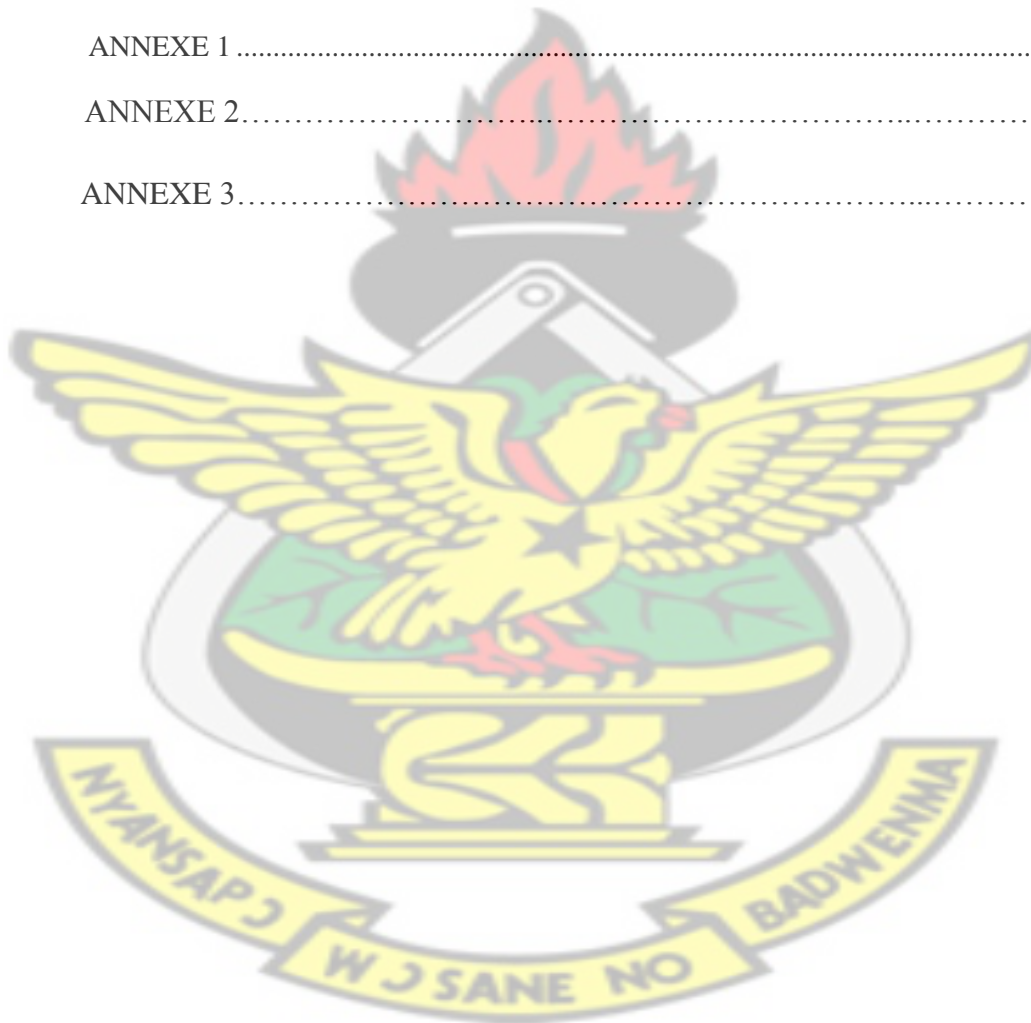 ANNEXE 1 ........................................................................................................................
ANNEXE 2……………………………………………………..…………
ANNEXE 3……………………………………………………...………
NYANSAPƆ WƆSANE NO BADWENMA